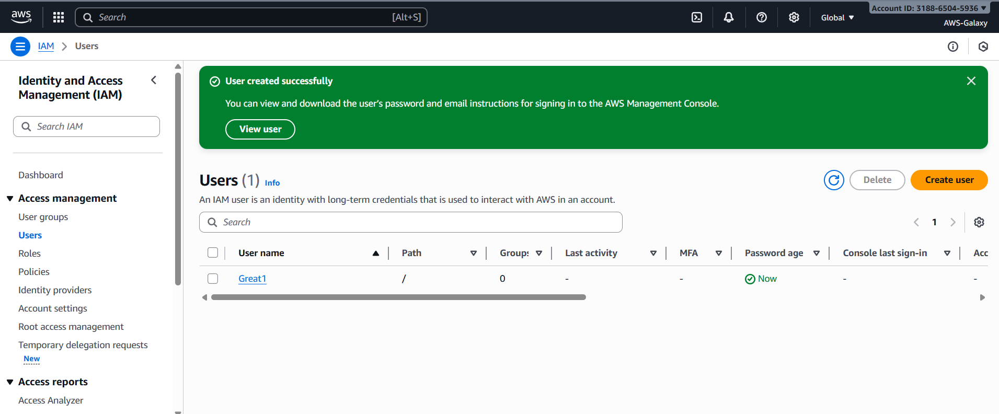 aws
Search [Alt+S]
Global
Account ID: 3188-6504-5936
AWS-Galaxy
IAM > Users
Identity and Access
Management (IAM)
Search IAM
Dashboard
Access management
User groups
Users
Roles
Policies
Identity providers
Account settings
Root access management
Temporary delegation requests
New
Access reports
Access Analyzer
User created successfully
You can view and download the user's password and email instructions for signing in to the AWS Management Console.
View user
Users (1) Info
Delete
Create user
An IAM user is an identity with long-term credentials that is used to interact with AWS in an account.
Search
1
User name Path Groups Last activity MFA Password age Console last sign-in Acc
Great1 / 0 - - Now - -